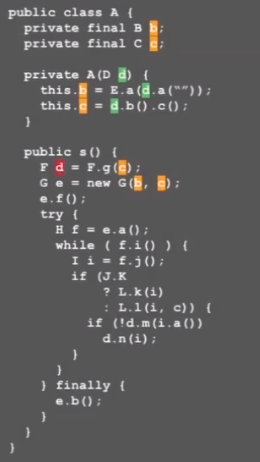 public class A {
private final B b;
private final C c;
private A(D d) {
this.b = E.a(d.a(“”));
this.c = d.b().c();
}
public s() {
F d = F.g(c);
G e = new G(b, c);
e.f();
try {
H f = e.a();
while ( f.i() ) {
I i = f.j();
if (J.K
? L.k(i)
: L.l(i, c)) {
if (!d.m(i.a())
d.n(i);
}
}
} finally {
e.b();
}
}
}